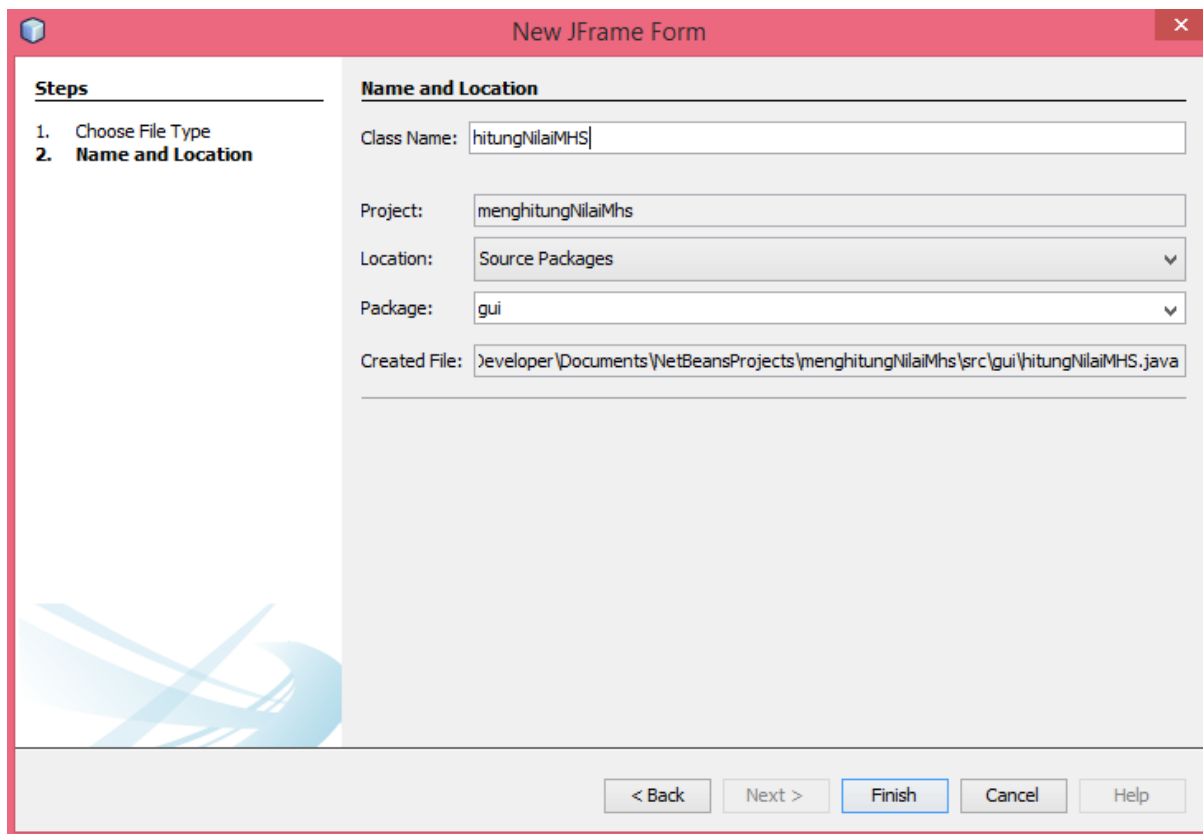 New JFrame Form
Steps
1. Choose File Type
2. Name and Location
Name and Location
Class Name: hitungNilaiMHS
Project: menghitungNilaiMhs
Location: Source Packages
Package: gui
Created File: Developer\Documents\NetBeansProjects\menghitungNilaiMhs\src\gui\hitungNilaiMHS.java
< Back Next > Finish Cancel Help